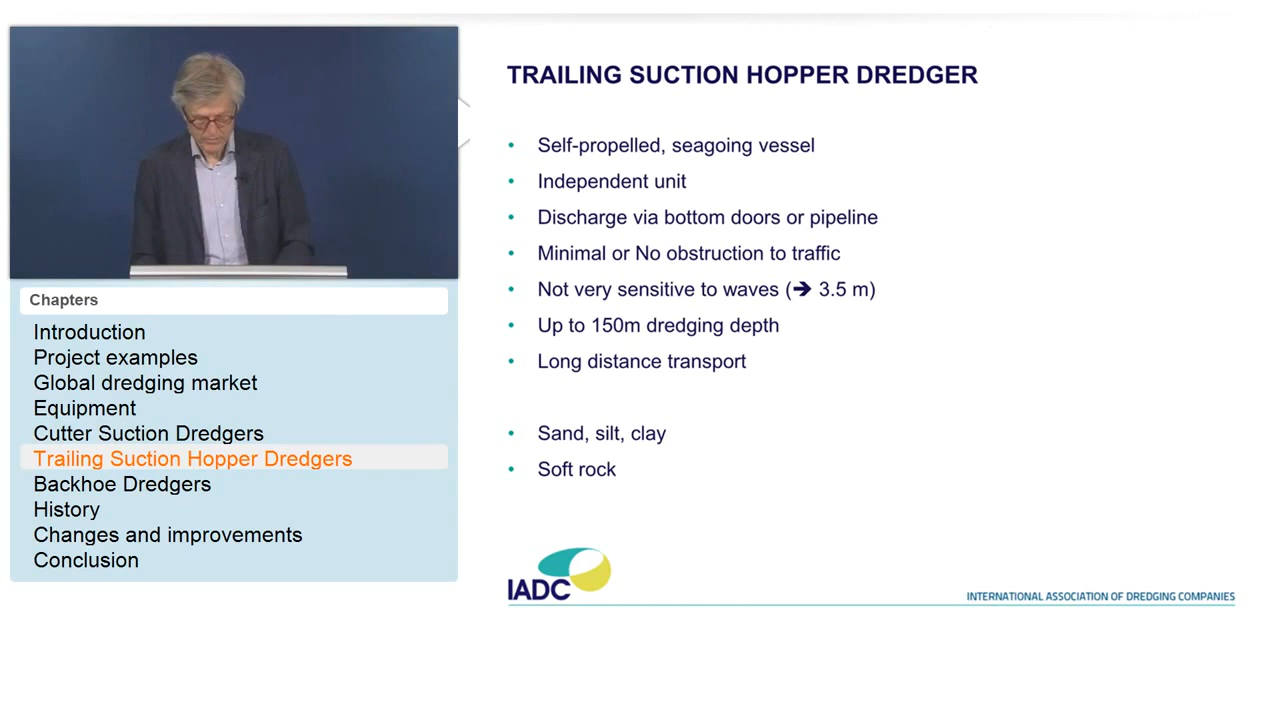 TRAILING SUCTION HOPPER DREDGER
• Self-propelled, seagoing vessel
• Independent unit
• Discharge via bottom doors or pipeline
• Minimal or No obstruction to traffic
• Not very sensitive to waves (➔ 3.5 m)
• Up to 150m dredging depth
• Long distance transport
• Sand, silt, clay
• Soft rock
Chapters
Introduction
Project examples
Global dredging market
Equipment
Cutter Suction Dredgers
Trailing Suction Hopper Dredgers
Backhoe Dredgers
History
Changes and improvements
Conclusion
IADC
INTERNATIONAL ASSOCIATION OF DREDGING COMPANIES